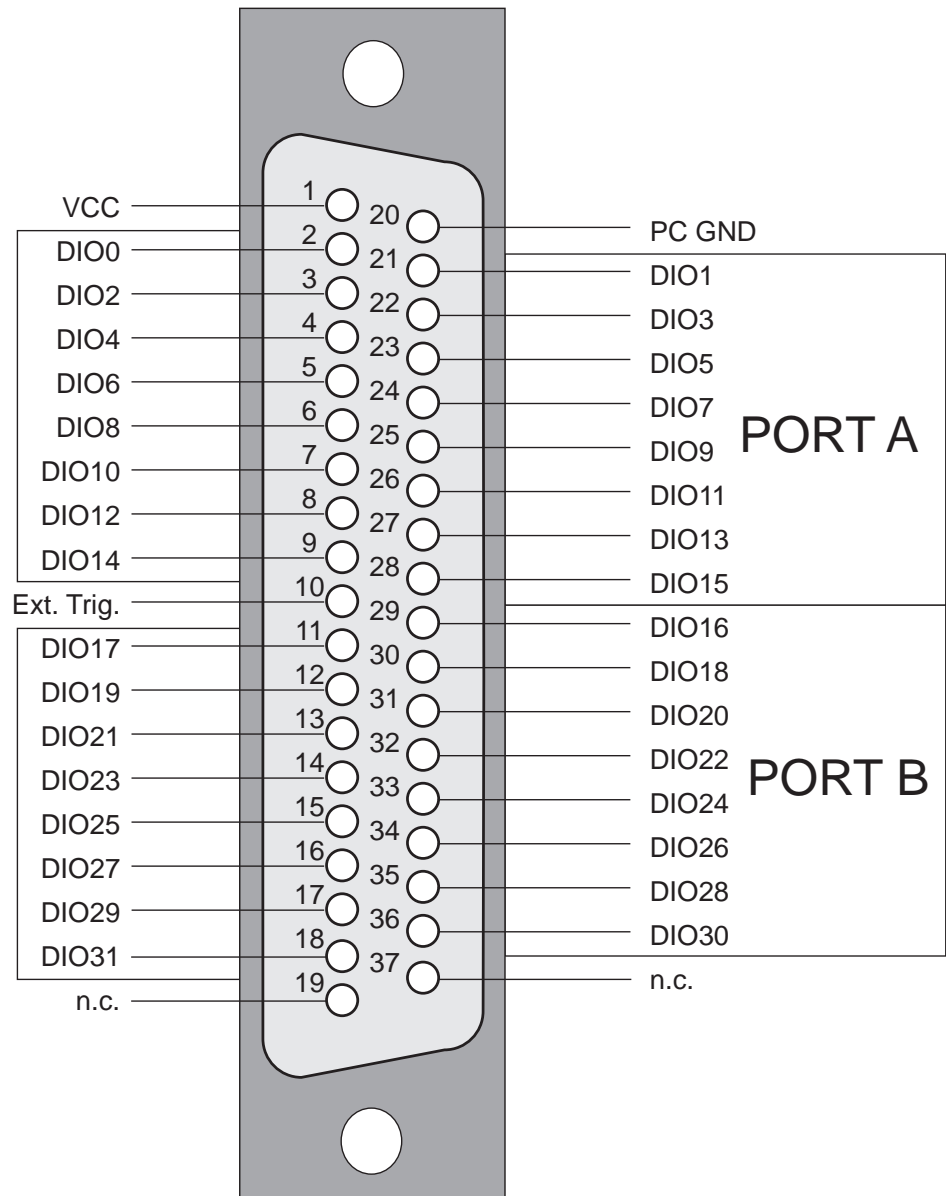 VCC
1
20
PC GND
DIO0
2
21
DIO1
DIO2
3
22
DIO3
DIO4
4
23
DIO5
DIO6
5
24
DIO7
DIO8
6
25
DIO9
PORT A
DIO10
7
26
DIO11
DIO12
8
27
DIO13
DIO14
9
28
DIO15
Ext. Trig.
10
29
DIO16
DIO17
11
30
DIO18
DIO19
12
31
DIO20
DIO21
13
32
DIO22
PORT B
DIO23
14
33
DIO24
DIO25
15
34
DIO26
DIO27
16
35
DIO28
DIO29
17
36
DIO30
DIO31
18
37
n.c.
n.c.
19